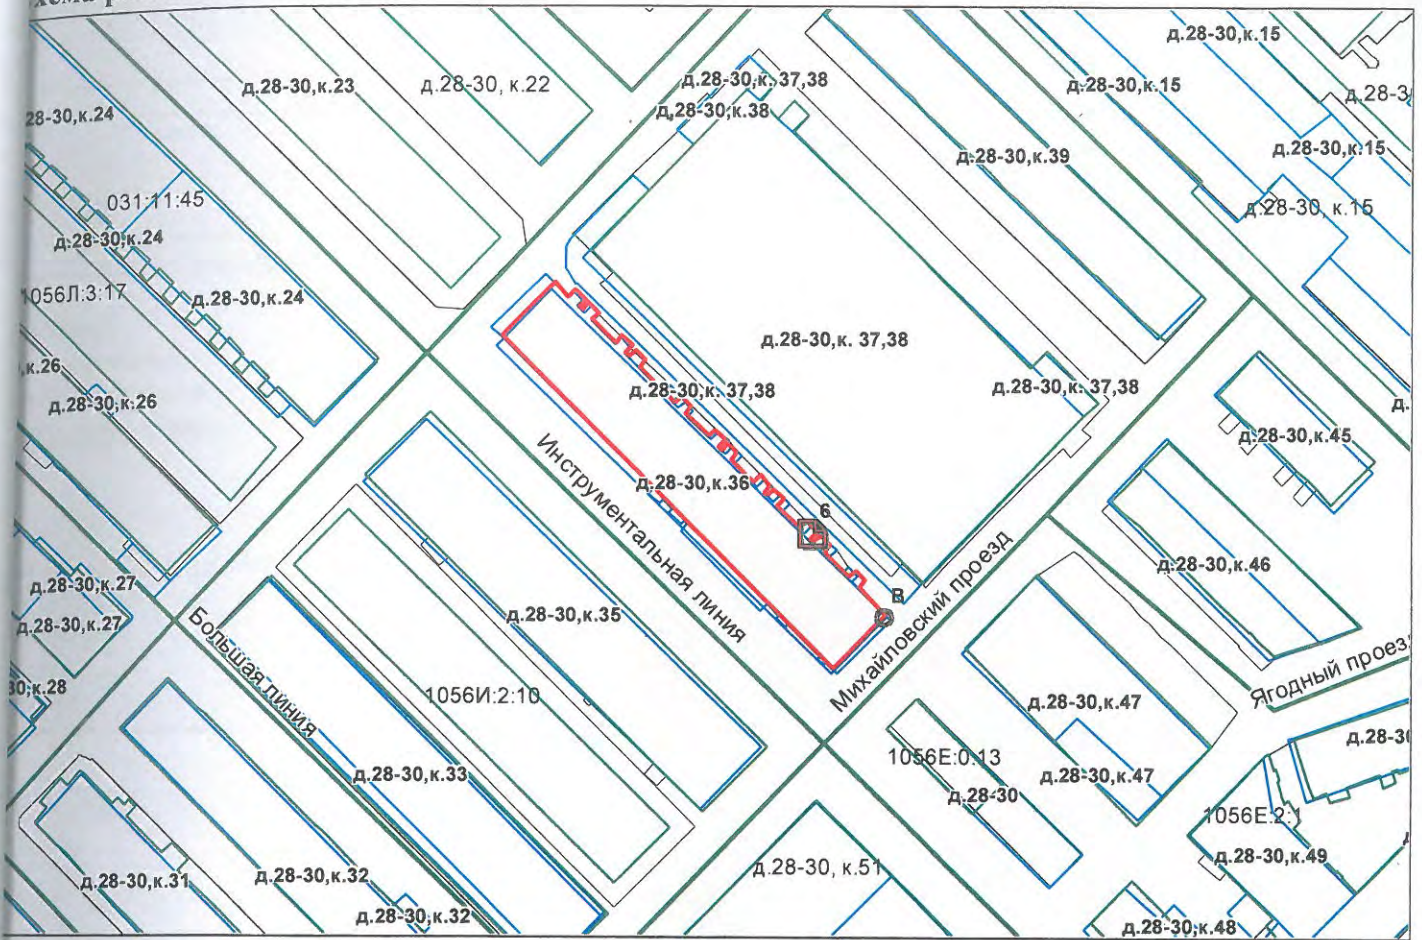 д.28-30,к.15
д.28-30,к. 37,38
д.28-30,к.23
д.28-30, к.22
д.28-30,к.15
д.28-30,к.38
28-30,к.24
д.28-30,к.15
д.28-30,к.39
031:11:45
д.28-30, к.15
д.28-30,к.24
1056Л:3:17
д.28-30,к.24
д.28-30,к. 37,38
к.26
д.28-30,к. 37,38
д.28-30,к. 37,38
д.28-30,к.26
д.28-30,к.45
Инструментальная линия
д.28-30,к.36
6
Михайловский проезд
д.28-30,к.46
д.28-30,к.27
В
д.28-30,к.35
д.28-30,к.27
Большая линия
Ягодный проез
30,к.28
1056И:2:10
д.28-30,к.47
д.28-30
1056Е:0:13
д.28-30,к.33
д.28-30,к.47
д.28-30
1056Е:2:1
д.28-30,к.49
д.28-30, к.51
д.28-30,к.32
д.28-30,к.31
д.28-30,к.32
д.28-30,к.48